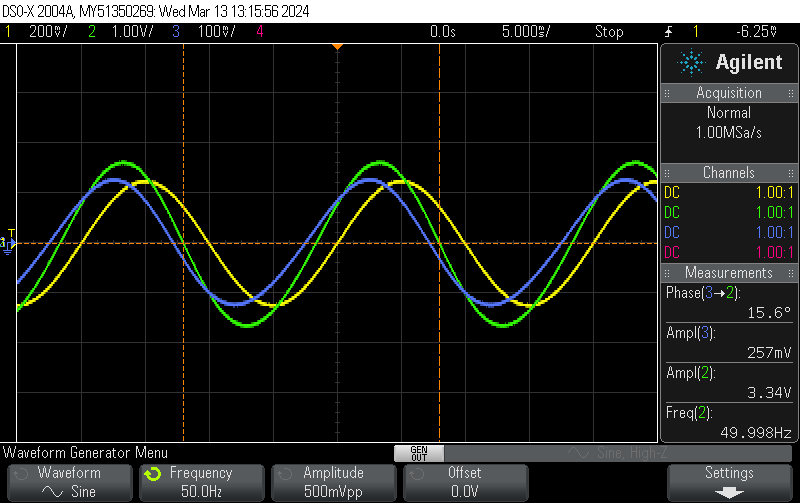 DSO-X 2004A, MY51350269: Wed Mar 13 13:15:56 2024
1 200V/ 2 1.00V/ 3 100V/ 4 0.0s 5.000s/ Stop 1 -6.25V
Agilent
Acquisition
Normal
1.00MSa/s
Channels
DC 1.00:1
DC 1.00:1
DC 1.00:1
DC 1.00:1
T
Measurements
Phase(3→2):
15.6°
Ampl(3):
257mV
Ampl(2):
3.34V
Freq(2):
49.998Hz
Waveform Generator Menu
GEN OUT
Sine, High-Z
Waveform
Sine
Frequency
50.0Hz
Amplitude
500mVpp
Offset
0.0V
Settings